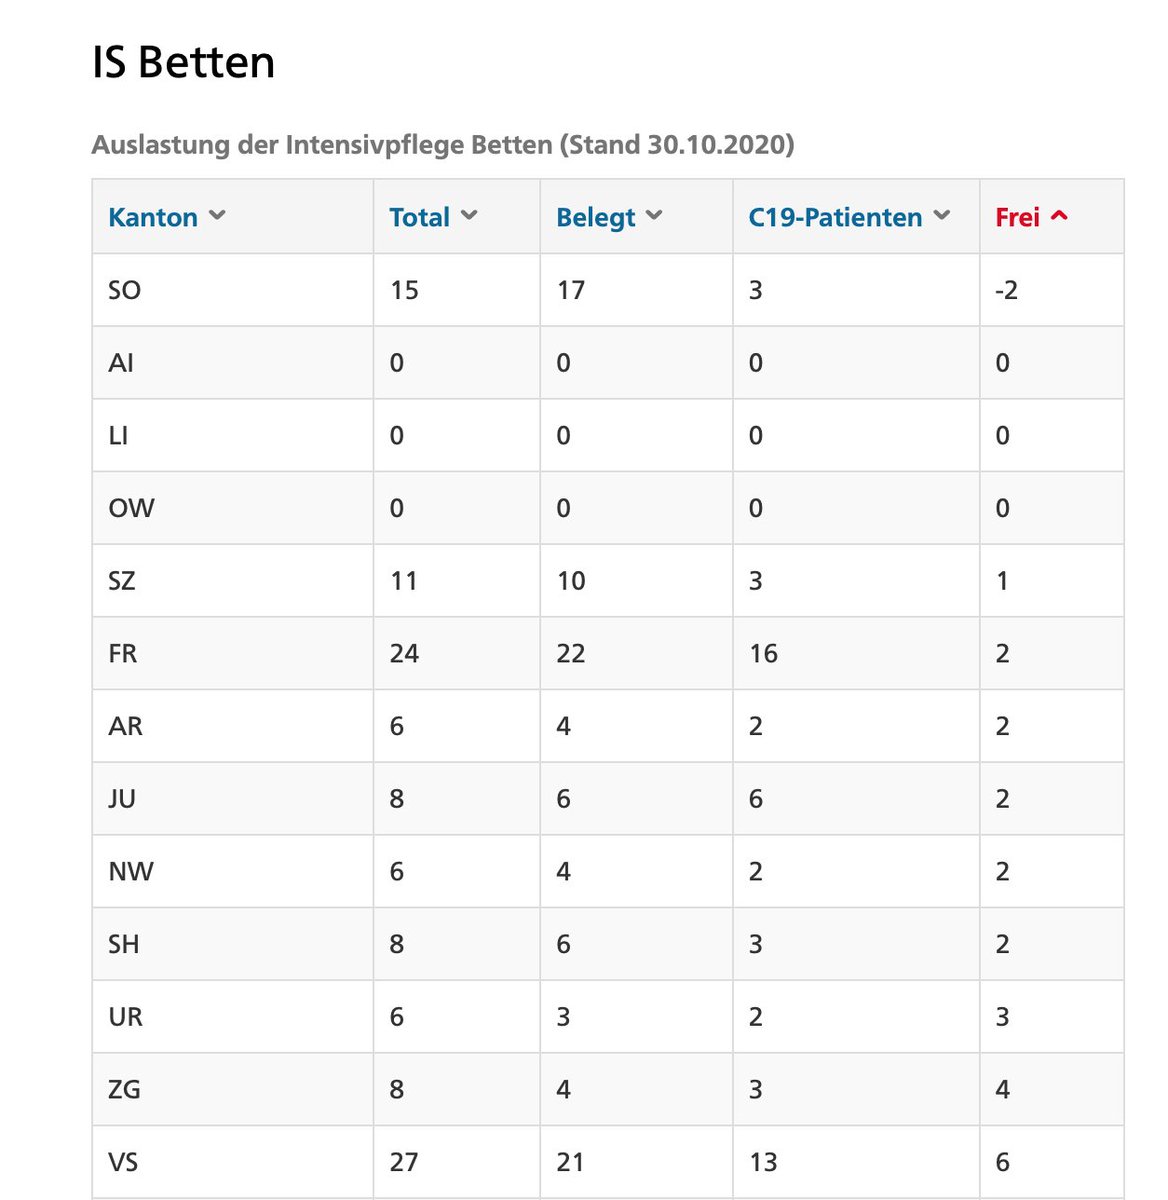 IS Betten
Auslastung der Intensivpflege Betten (Stand 30.10.2020)
Kanton Total Belegt C19-Patienten Frei
SO 15 17 3 -2
AI 0 0 0 0
LI 0 0 0 0
OW 0 0 0 0
SZ 11 10 3 1
FR 24 22 16 2
AR 6 4 2 2
JU 8 6 6 2
NW 6 4 2 2
SH 8 6 3 2
UR 6 3 2 3
ZG 8 4 3 4
VS 27 21 13 6